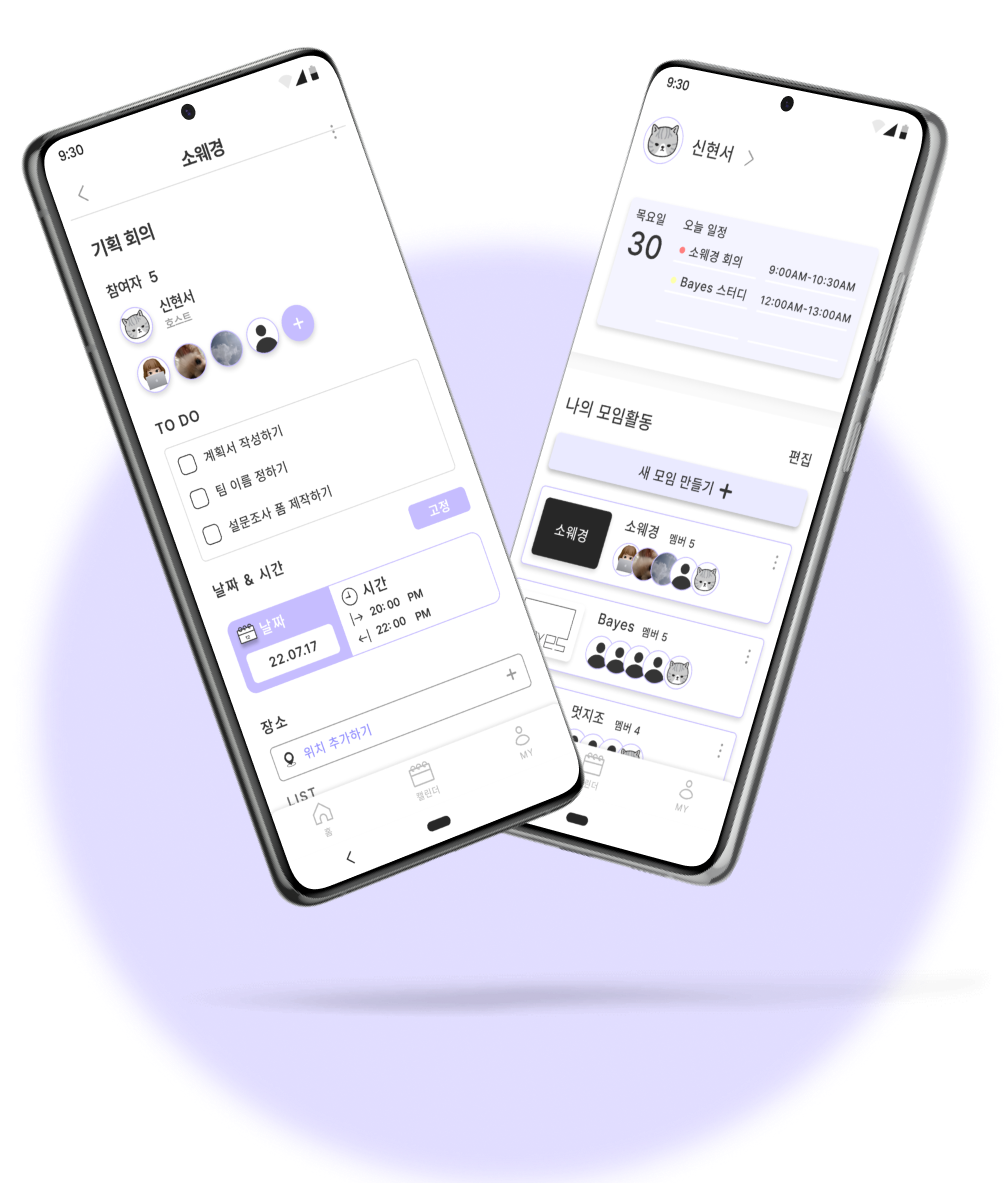 9:30
소웨경
기획 회의
참여자 5
신현서
호스트
TO DO
계획서 작성하기
팀 이름 정하기
설문조사 폼 제작하기
고정
날짜 & 시간
날짜
22.07.17
시간
20:00 PM
22:00 PM
장소
위치 추가하기
LIST
홈
캘린더
MY
9:30
신현서
목요일
30
오늘 일정
소웨경 회의 9:00AM-10:30AM
Bayes 스터디 12:00AM-13:00AM
나의 모임활동
편집
새 모임 만들기
소웨경
소웨경 멤버 5
Bayes 멤버 5
멋지조 멤버 4
린더
MY